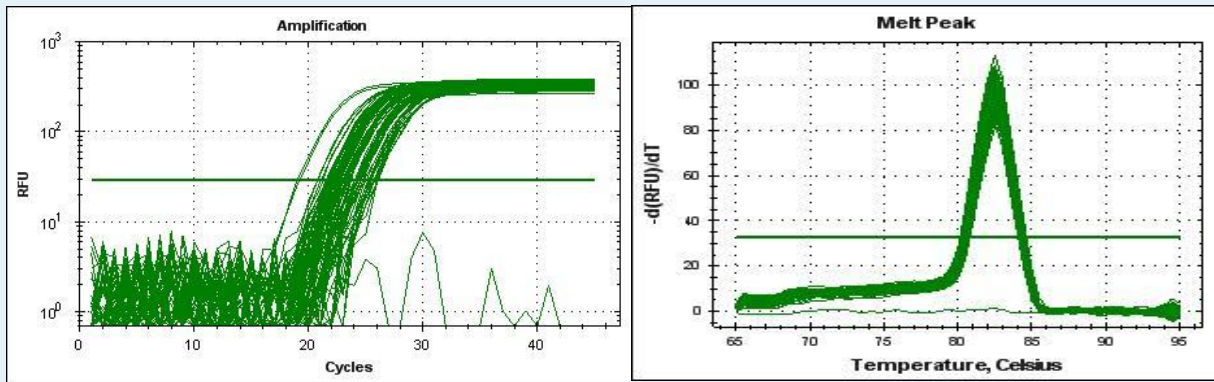 Amplification
10³
10²
10¹
10⁰
RFU
0 10 20 30 40
Cycles
Melt Peak
100
80
60
40
20
0
-d(RFU)/dT
65 70 75 80 85 90 95
Temperature, Celsius